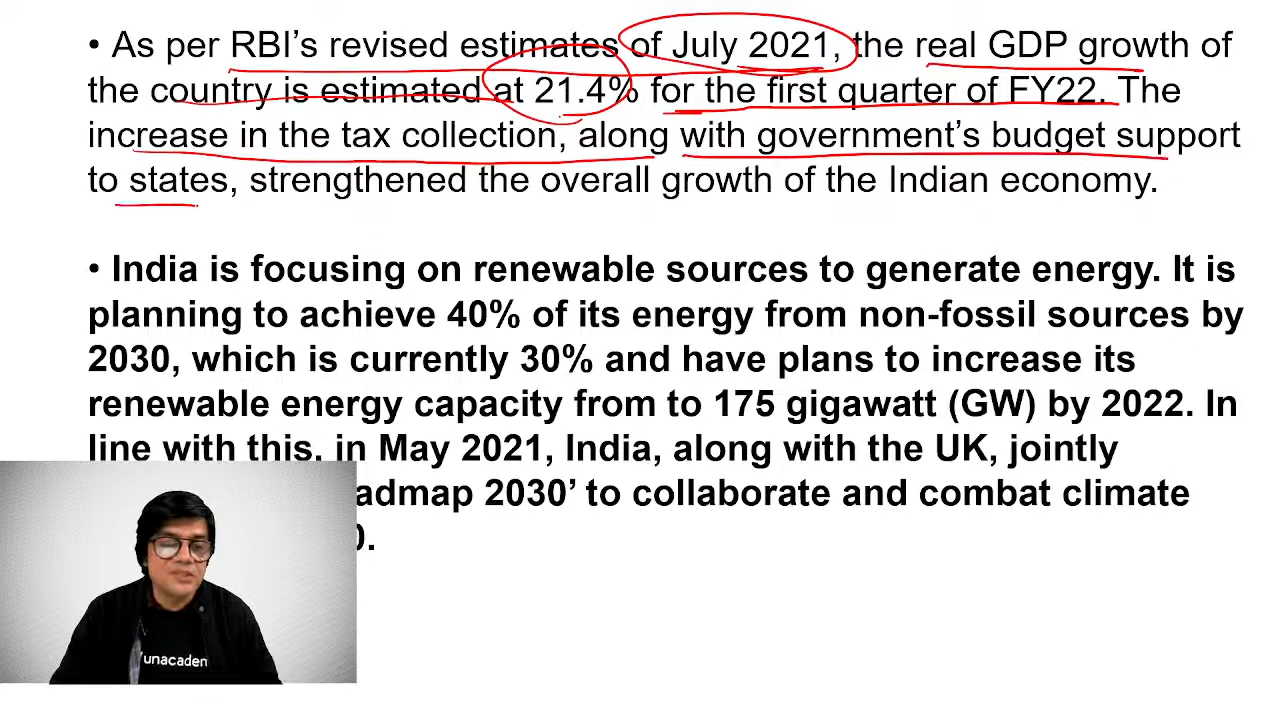 • As per RBI’s revised estimates of July 2021, the real GDP growth of
the country is estimated at 21.4% for the first quarter of FY22. The
increase in the tax collection, along with government’s budget support
to states, strengthened the overall growth of the Indian economy.
• India is focusing on renewable sources to generate energy. It is
planning to achieve 40% of its energy from non-fossil sources by
2030, which is currently 30% and have plans to increase its
renewable energy capacity from to 175 gigawatt (GW) by 2022. In
line with this, in May 2021, India, along with the UK, jointly
admap 2030’ to collaborate and combat climate
0.
unacaden